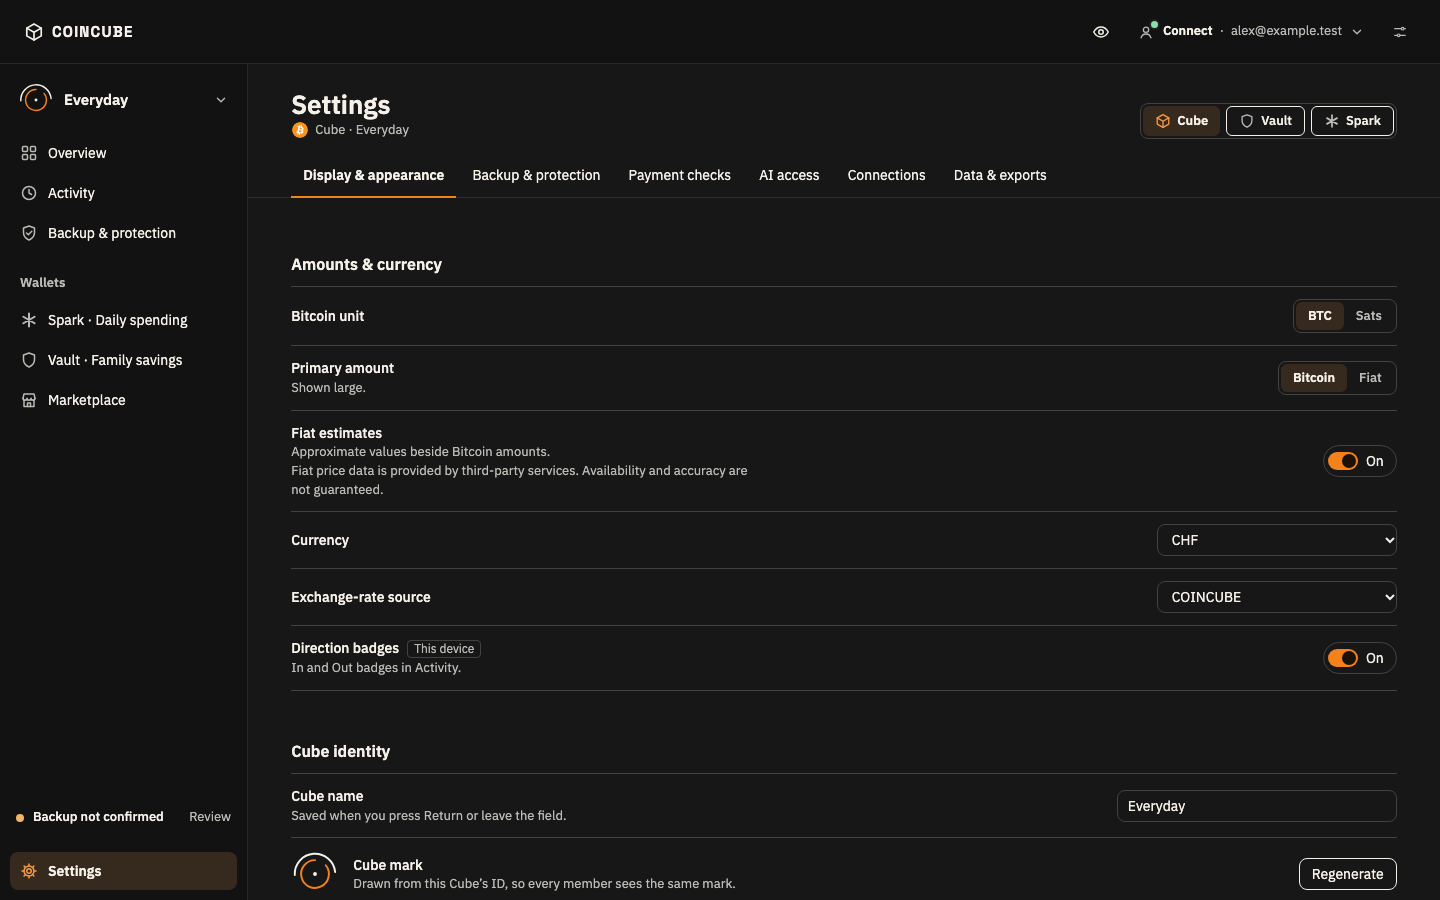 COINCUBE
Connect · alex@example.test
Everyday
Overview
Activity
Backup & protection
Wallets
Spark · Daily spending
Vault · Family savings
Marketplace
Backup not confirmed Review
Settings
Settings
Cube · Everyday
Cube Vault Spark
Display & appearance Backup & protection Payment checks AI access Connections Data & exports
Amounts & currency
Bitcoin unit
BTC Sats
Primary amount
Shown large.
Bitcoin Fiat
Fiat estimates
Approximate values beside Bitcoin amounts.
Fiat price data is provided by third-party services. Availability and accuracy are
not guaranteed.
On
Currency
CHF
Exchange-rate source
COINCUBE
Direction badges This device
In and Out badges in Activity.
On
Cube identity
Cube name
Saved when you press Return or leave the field.
Everyday
Cube mark
Drawn from this Cube’s ID, so every member sees the same mark.
Regenerate